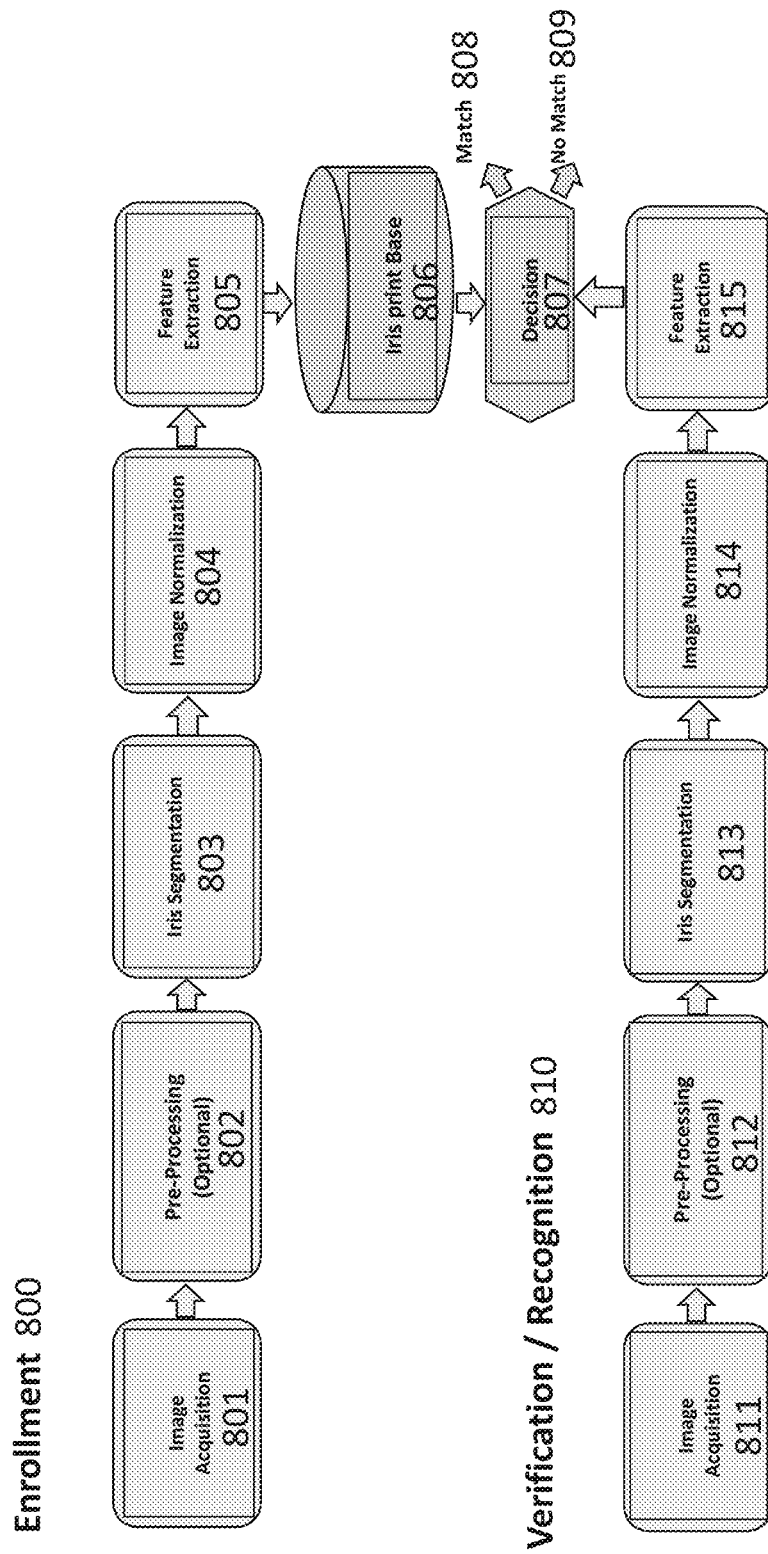 Enrollment 800
Image
Acquisition
801
Pre-Processing
(Optional)
802
Iris Segmentation
803
Image Normalization
804
Feature
Extraction
805
Iris print Base
806
Decision
807
Match 808
No Match 809
Verification / Recognition 810
Image
Acquisition
811
Pre-Processing
(Optional)
812
Iris Segmentation
813
Image Normalization
814
Feature
Extraction
815